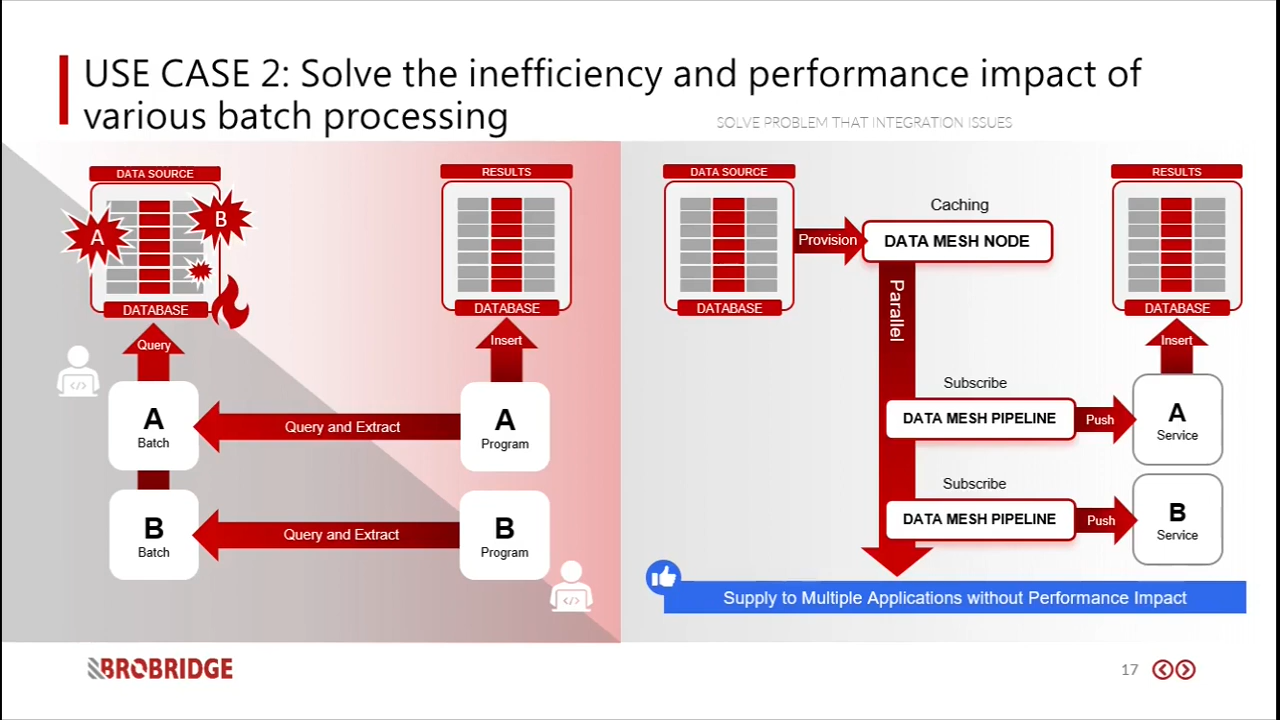 USE CASE 2: Solve the inefficiency and performance impact of
various batch processing
SOLVE PROBLEM THAT INTEGRATION ISSUES
DATA SOURCE
A
B
DATABASE
Query
A
Batch
B
Batch
RESULTS
DATABASE
Insert
Query and Extract
A
Program
Query and Extract
B
Program
DATA SOURCE
DATABASE
Provision
Caching
DATA MESH NODE
Parallel
Subscribe
DATA MESH PIPELINE
Push
Subscribe
DATA MESH PIPELINE
Push
RESULTS
DATABASE
Insert
A
Service
B
Service
Supply to Multiple Applications without Performance Impact
BROBRIDGE
17